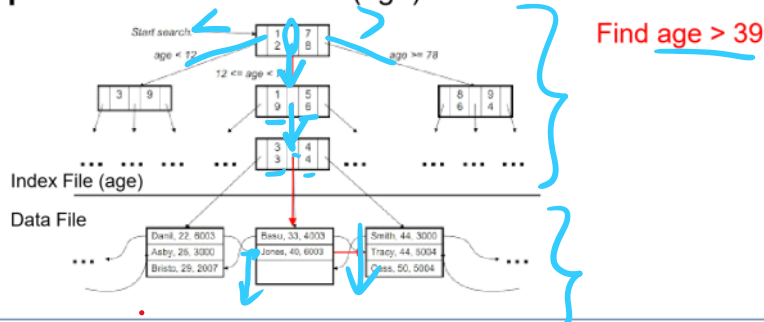 (age)
Find age > 39
Start search.
1 7
2 8
age < 12
age >= 78
12 <= age <
3 9
1 5
9 6
8 9
6 4
3 4
3 4
... ... ... ... ... ... ...
Index File (age)
Data File
Danil, 22, 6003
Asby, 25, 3000
Bristo, 29, 2007
Basu, 33, 4003
Jones, 40, 6003
Smith, 44, 3000
Tracy, 44, 5004
Cass, 50, 5004
... ...